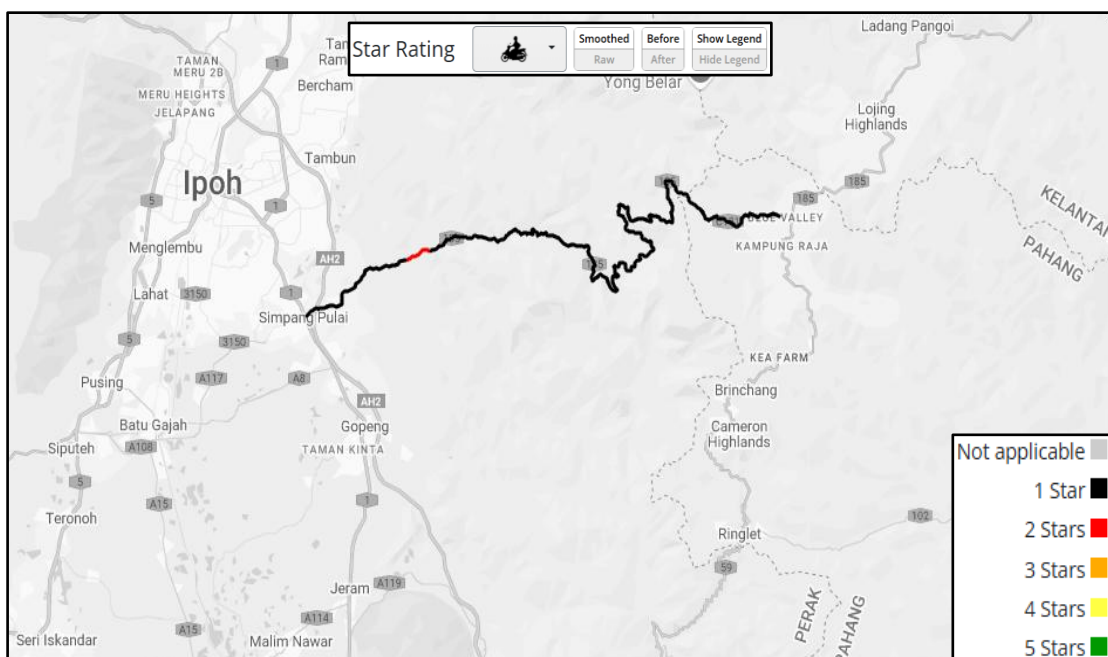 Ladang Pangoi
Star Rating
Smoothed
Raw
Before
After
Show Legend
Hide Legend
TAMAN
MERU 2B
1
Ram
Bercham
MERU HEIGHTS
JELAPANG
Yong Belar
Lojing
Highlands
Tambun
Ipoh
185
185
KELANTAN
5
1
BLUE VALLEY
PAHANG
Menglembu
KAMPUNG RAJA
AH2
185
Lahat
3150
1
Simpang Pulai
5
3150
KEA FARM
Pusing
A117
A8
Brinchang
AH2
Batu Gajah
Gopeng
Cameron
Highlands
Siputeh
A108
TAMAN KINTA
5
A15
1
Teronoh
102
Ringlet
59
Jeram
A119
A114
PERAK
PAHANG
Seri Iskandar
A15
Malim Nawar
Not applicable
1 Star
2 Stars
3 Stars
4 Stars
5 Stars